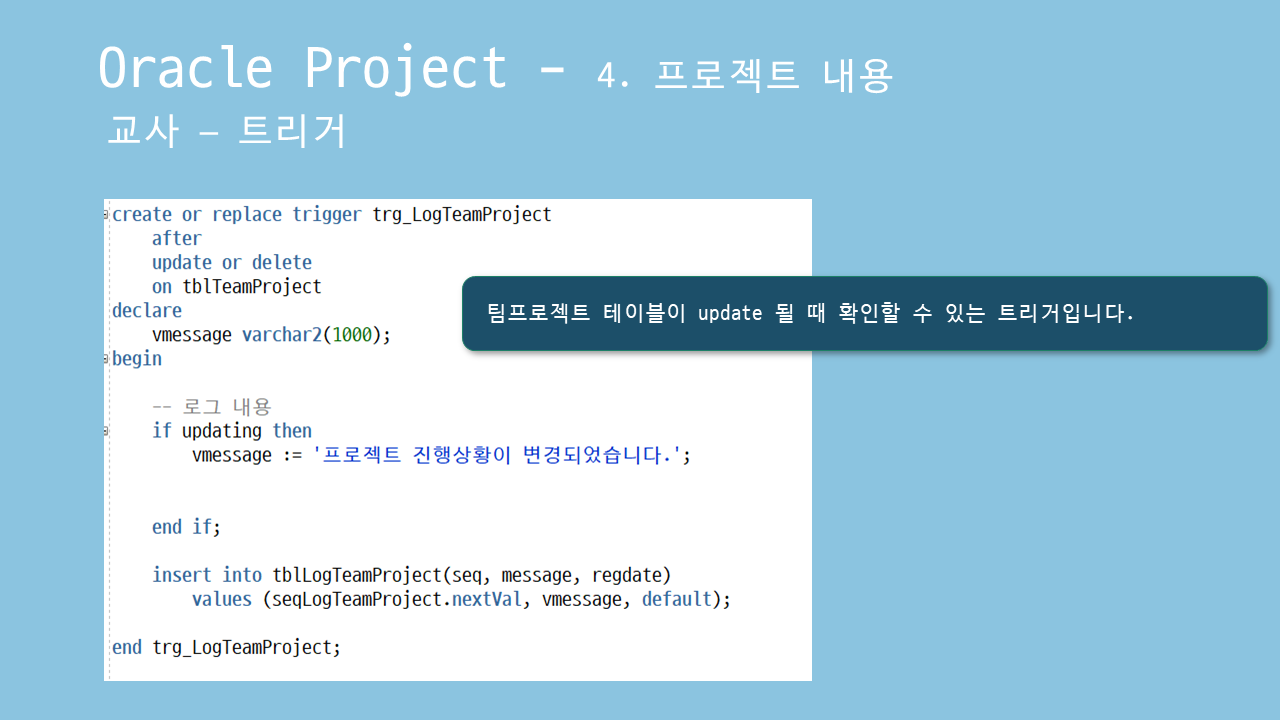 Oracle Project - 4. 프로젝트 내용
교사 – 트리거
create or replace trigger trg_LogTeamProject
after
update or delete
on tblTeamProject
declare
vmessage varchar2(1000);
begin
팀프로젝트 테이블이 update 될 때 확인할 수 있는 트리거입니다.
-- 로그 내용
if updating then
vmessage := '프로젝트 진행상황이 변경되었습니다.';
end if;
insert into tblLogTeamProject(seq, message, regdate)
values (seqLogTeamProject.nextVal, vmessage, default);
end trg_LogTeamProject;